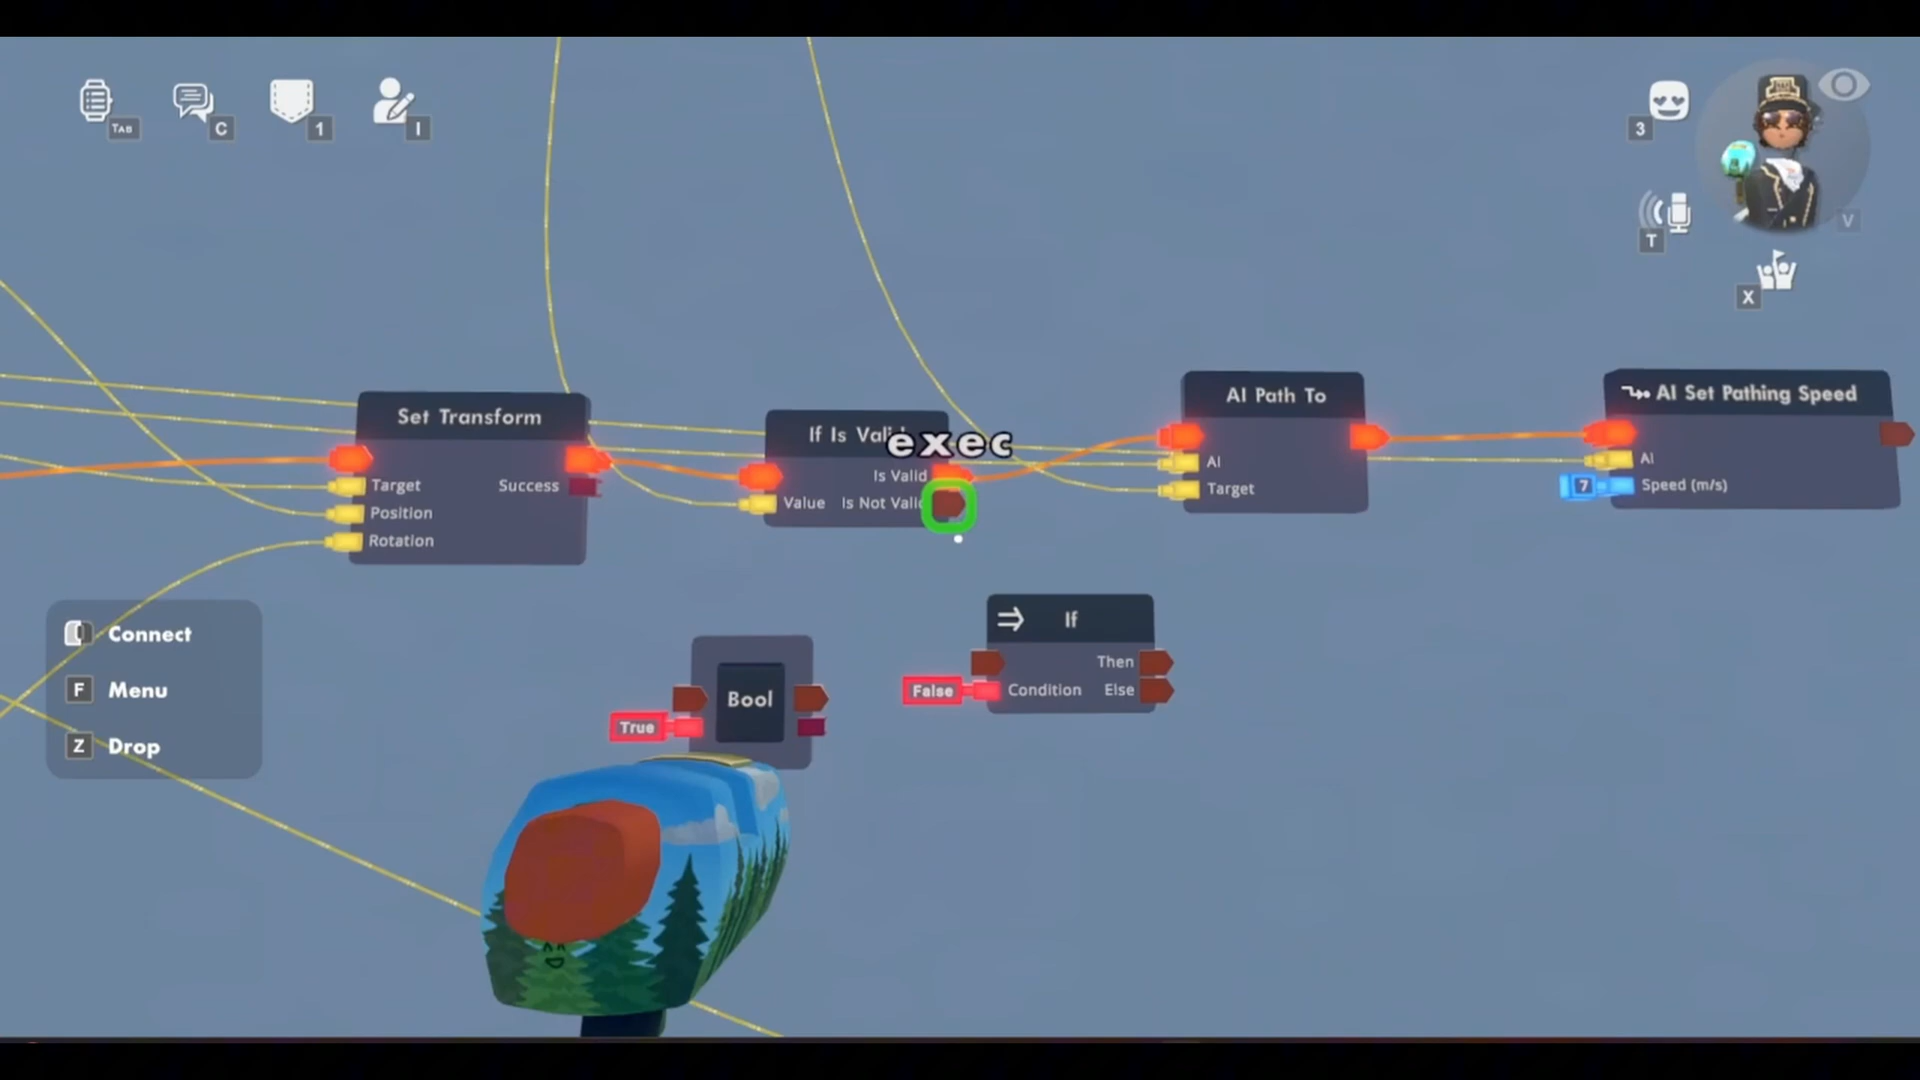 TAB
C
1
I
3
T
V
X
Set Transform
Target
Success
Position
Rotation
If Is Valid
exec
Is Valid
Value
Is Not Valid
AI Path To
AI
Target
AI Set Pathing Speed
AI
7
Speed (m/s)
Connect
F Menu
Z Drop
Bool
True
If
Then
False
Condition
Else